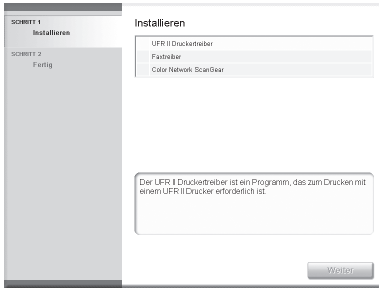 SCHRITT 1
Installieren
SCHRITT 2
Fertig
Installieren
UFR II Druckertreiber
Faxtreiber
Color Network ScanGear
Der UFR II Druckertreiber ist ein Programm, das zum Drucken mit
einem UFR II Drucker erforderlich ist.
Weiter